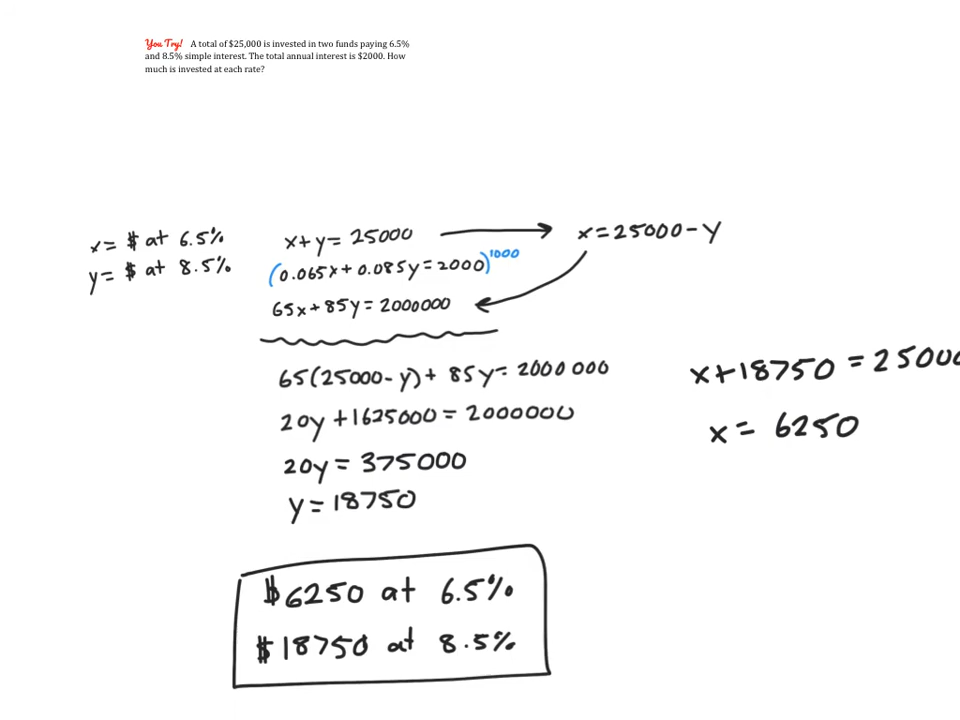 You Try! A total of $25,000 is invested in two funds paying 6.5%
and 8.5% simple interest. The total annual interest is $2000. How
much is invested at each rate?
x = $ at 6.5%
y = $ at 8.5%
x + y = 25000
x = 25000 - y
(0.065x + 0.085y = 2000)1000
65x + 85y = 2000000
65(25000 - y) + 85y = 2000 000
20y + 1625000 = 2000000
20y = 375000
y = 18750
x + 18750 = 25000
x = 6250
$6250 at 6.5%
$18750 at 8.5%